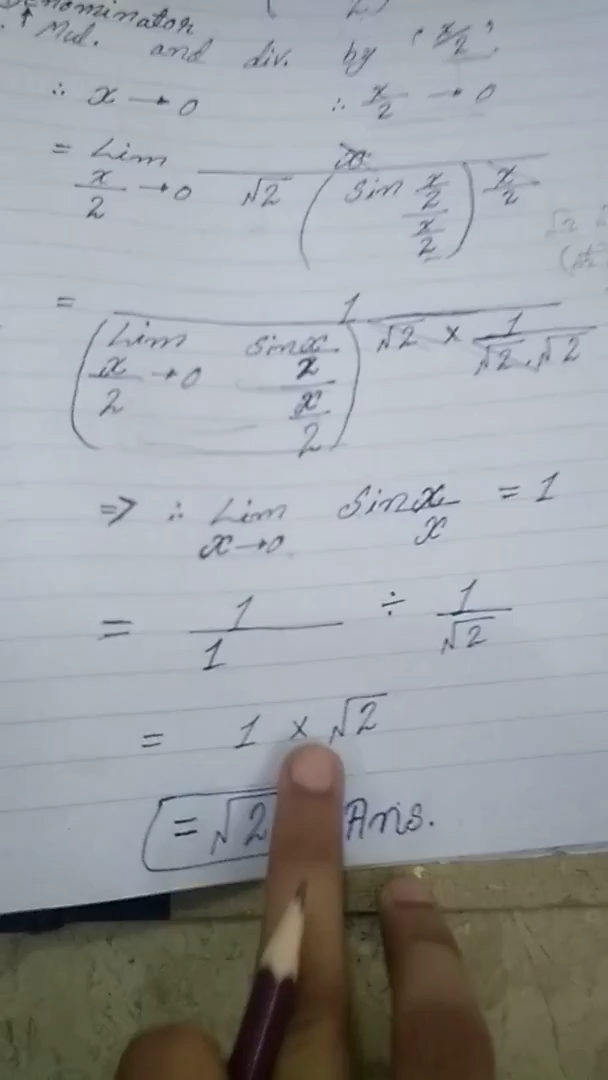 Denominator
Mul. and div. by "x/2".
∴ x → 0 ∴ x/2 → 0
= Lim x/2 → 0 x / √2 (Sin x/2 / x/2) x/2
= 1 / (Lim x/2 → 0 Sin x/2 / x/2) √2 × 1/√2.√2
=> ∴ Lim x→0 Sinx/x = 1
= 1/1 ÷ 1/√2
= 1 × √2
= √2 Ans.